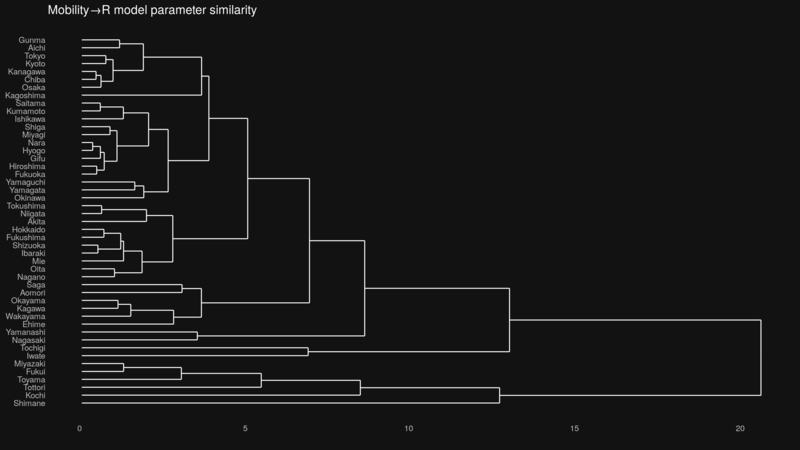 Mobility→R model parameter similarity
Gunma
Aichi
Tokyo
Kyoto
Kanagawa
Chiba
Osaka
Kagoshima
Saitama
Kumamoto
Ishikawa
Shiga
Miyagi
Nara
Hyogo
Gifu
Hiroshima
Fukuoka
Yamaguchi
Yamagata
Okinawa
Tokushima
Niigata
Akita
Hokkaido
Fukushima
Shizuoka
Ibaraki
Mie
Oita
Nagano
Saga
Aomori
Okayama
Kagawa
Wakayama
Ehime
Yamanashi
Nagasaki
Tochigi
Iwate
Miyazaki
Fukui
Toyama
Tottori
Kochi
Shimane
0 5 10 15 20